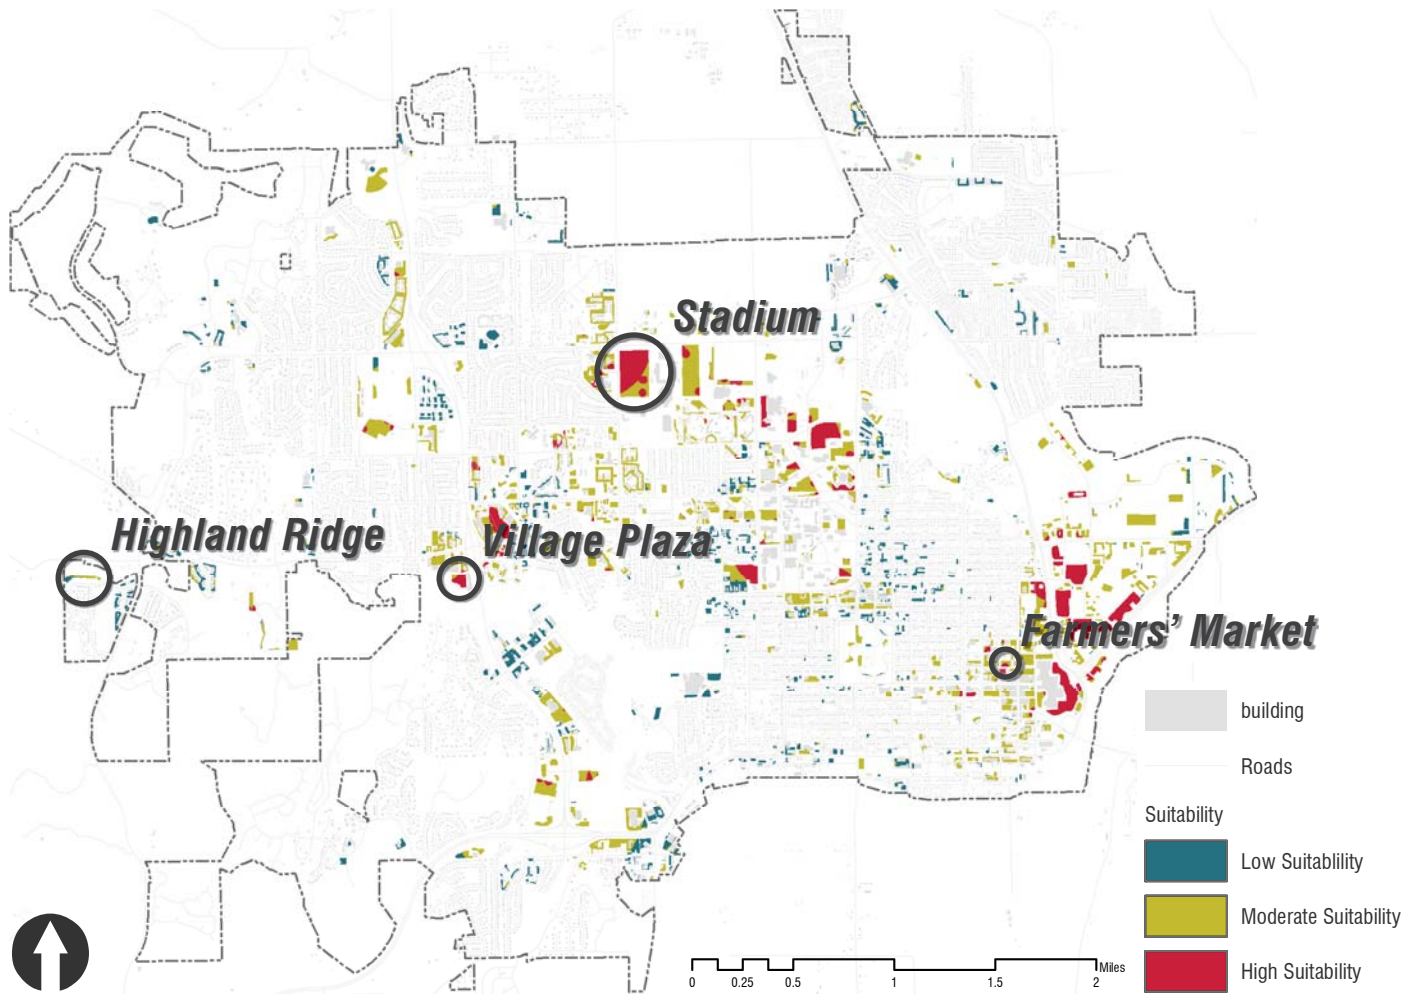 Stadium
Highland Ridge
Village Plaza
Farmers' Market
building
Roads
Suitability
Low Suitablility
Moderate Suitability
High Suitability
Miles
0 0.25 0.5 1 1.5 2